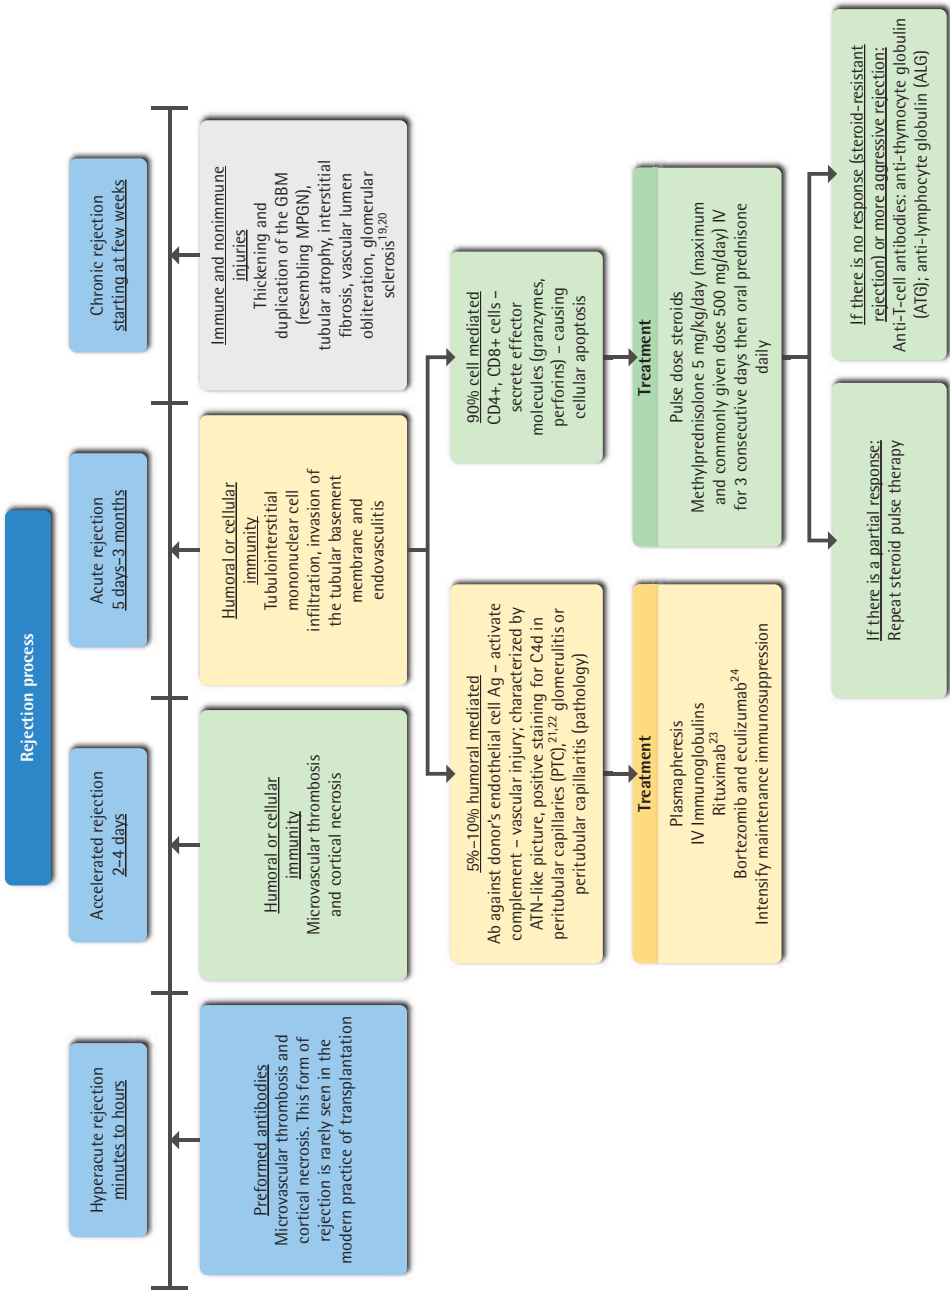 Rejection process
Hyperacute rejection
minutes to hours
Accelerated rejection
2–4 days
Acute rejection
5 days–3 months
Chronic rejection
starting at few weeks
Preformed antibodies
Microvascular thrombosis and
cortical necrosis. This form of
rejection is rarely seen in the
modern practice of transplantation
Humoral or cellular
immunity
Microvascular thrombosis
and cortical necrosis
Humoral or cellular
immunity
Tubulointerstitial
mononuclear cell
infiltration, invasion of
the tubular basement
membrane and
endovasculitis
Immune and nonimmune
injuries
Thickening and
duplication of the GBM
(resembling MPGN),
tubular atrophy, interstitial
fibrosis, vascular lumen
obliteration, glomerular
sclerosis19,20
5%–10% humoral mediated
Ab against donor's endothelial cell Ag – activate
complement – vascular injury; characterized by
ATN-like picture, positive staining for C4d in
peritubular capillaries (PTC),21,22 glomerulitis or
peritubular capillaritis (pathology)
90% cell mediated
CD4+, CD8+ cells –
secrete effector
molecules (granzymes,
perforins) – causing
cellular apoptosis
Treatment
Plasmapheresis
IV Immunoglobulins
Rituximab23
Bortezomib and eculizumab24
Intensify maintenance immunosuppression
Treatment
Pulse dose steroids
Methylprednisolone 5 mg/kg/day (maximum
and commonly given dose 500 mg/day) IV
for 3 consecutive days then oral prednisone
daily
If there is a partial response:
Repeat steroid pulse therapy
If there is no response (steroid-resistant
rejection) or more aggressive rejection:
Anti-T-cell antibodies: anti-thymocyte globulin
(ATG); anti-lymphocyte globulin (ALG)